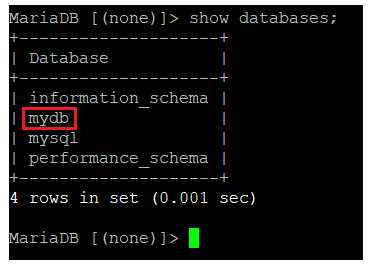 MariaDB [(none)]> show databases;
+--------------------+
| Database           |
+--------------------+
| information_schema |
| mydb               |
| mysql              |
| performance_schema |
+--------------------+
4 rows in set (0.001 sec)

MariaDB [(none)]>